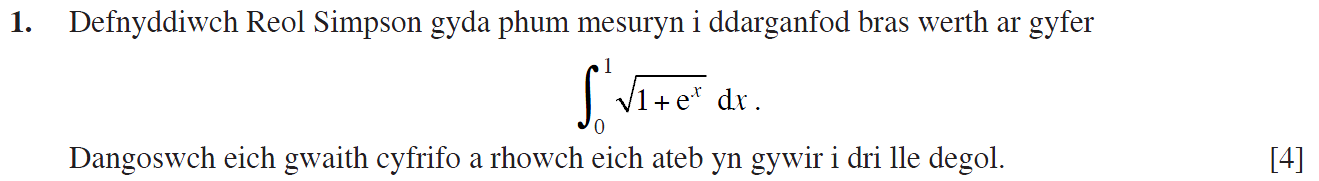 1. Defnyddiwch Reol Simpson gyda phum mesuryn i ddarganfod bras werth ar gyfer
∫₀¹ √(1 + eˣ) dx .
Dangoswch eich gwaith cyfrifo a rhowch eich ateb yn gywir i dri lle degol. [4]